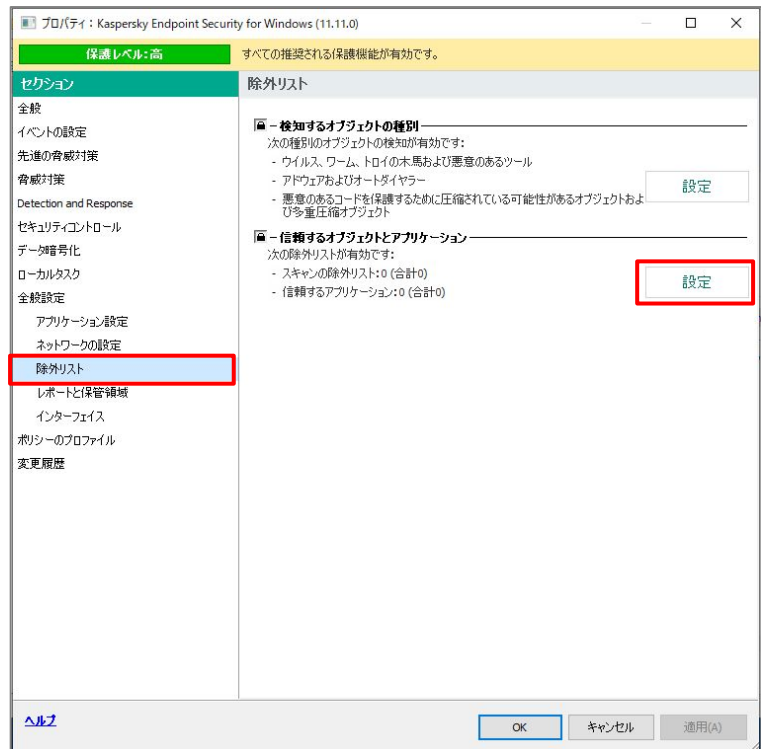 プロパティ：Kaspersky Endpoint Security for Windows (11.11.0)
保護レベル：高
すべての推奨される保護機能が有効です。
セクション
除外リスト
全般
イベントの設定
先進の脅威対策
脅威対策
Detection and Response
セキュリティコントロール
データ暗号化
ローカルタスク
全般設定
アプリケーション設定
ネットワークの設定
除外リスト
レポートと保管領域
インターフェイス
ポリシーのプロファイル
変更履歴
検知するオブジェクトの種別
次の種別のオブジェクトの検知が有効です:
- ウイルス、ワーム、トロイの木馬および悪意のあるツール
- アドウェアおよびオートダイヤラー
- 悪意のあるコードを保護するために圧縮されている可能性があるオブジェクトおよ
び多重圧縮オブジェクト
設定
信頼するオブジェクトとアプリケーション
次の除外リストが有効です:
- スキャンの除外リスト:0 (合計0)
- 信頼するアプリケーション:0 (合計0)
設定
ヘルプ
OK
キャンセル
適用(A)